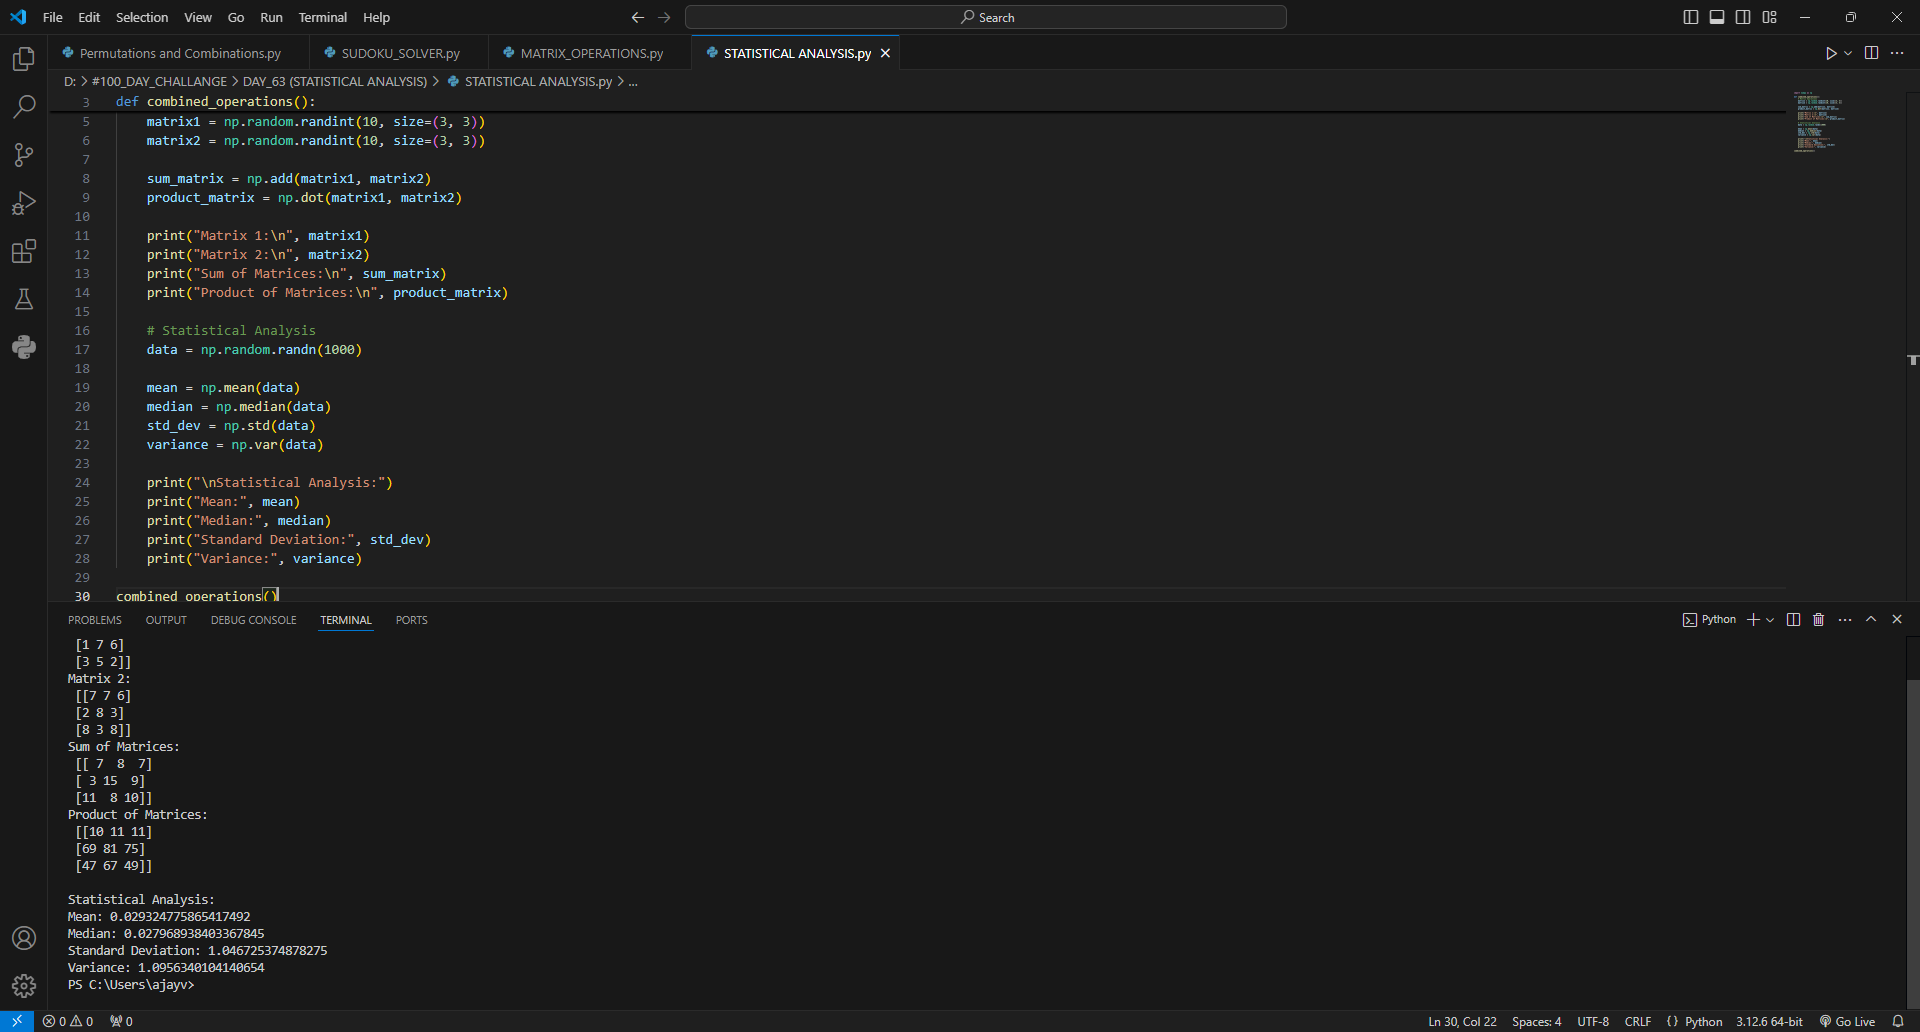 File Edit Selection View Go Run Terminal Help
Search
Permutations and Combinations.py SUDOKU_SOLVER.py MATRIX_OPERATIONS.py STATISTICAL ANALYSIS.py
D: > #100_DAY_CHALLANGE > DAY_63 (STATISTICAL ANALYSIS) > STATISTICAL ANALYSIS.py > ...
3 def combined_operations():
5 matrix1 = np.random.randint(10, size=(3, 3))
6 matrix2 = np.random.randint(10, size=(3, 3))
7
8 sum_matrix = np.add(matrix1, matrix2)
9 product_matrix = np.dot(matrix1, matrix2)
10
11 print("Matrix 1:\n", matrix1)
12 print("Matrix 2:\n", matrix2)
13 print("Sum of Matrices:\n", sum_matrix)
14 print("Product of Matrices:\n", product_matrix)
15
16 # Statistical Analysis
17 data = np.random.randn(1000)
18
19 mean = np.mean(data)
20 median = np.median(data)
21 std_dev = np.std(data)
22 variance = np.var(data)
23
24 print("\nStatistical Analysis:")
25 print("Mean:", mean)
26 print("Median:", median)
27 print("Standard Deviation:", std_dev)
28 print("Variance:", variance)
29
30 combined_operations()
PROBLEMS OUTPUT DEBUG CONSOLE TERMINAL PORTS
Python
[1 7 6]
[3 5 2]]
Matrix 2:
[[7 7 6]
[2 8 3]
[8 3 8]]
Sum of Matrices:
[[ 7  8  7]
[ 3 15  9]
[11  8 10]]
Product of Matrices:
[[10 11 11]
[69 81 75]
[47 67 49]]
Statistical Analysis:
Mean: 0.029324775865417492
Median: 0.027968938403367845
Standard Deviation: 1.046725374878275
Variance: 1.0956340104140654
PS C:\Users\ajayv>
0 0 0
Ln 30, Col 22 Spaces: 4 UTF-8 CRLF {} Python 3.12.6 64-bit Go Live